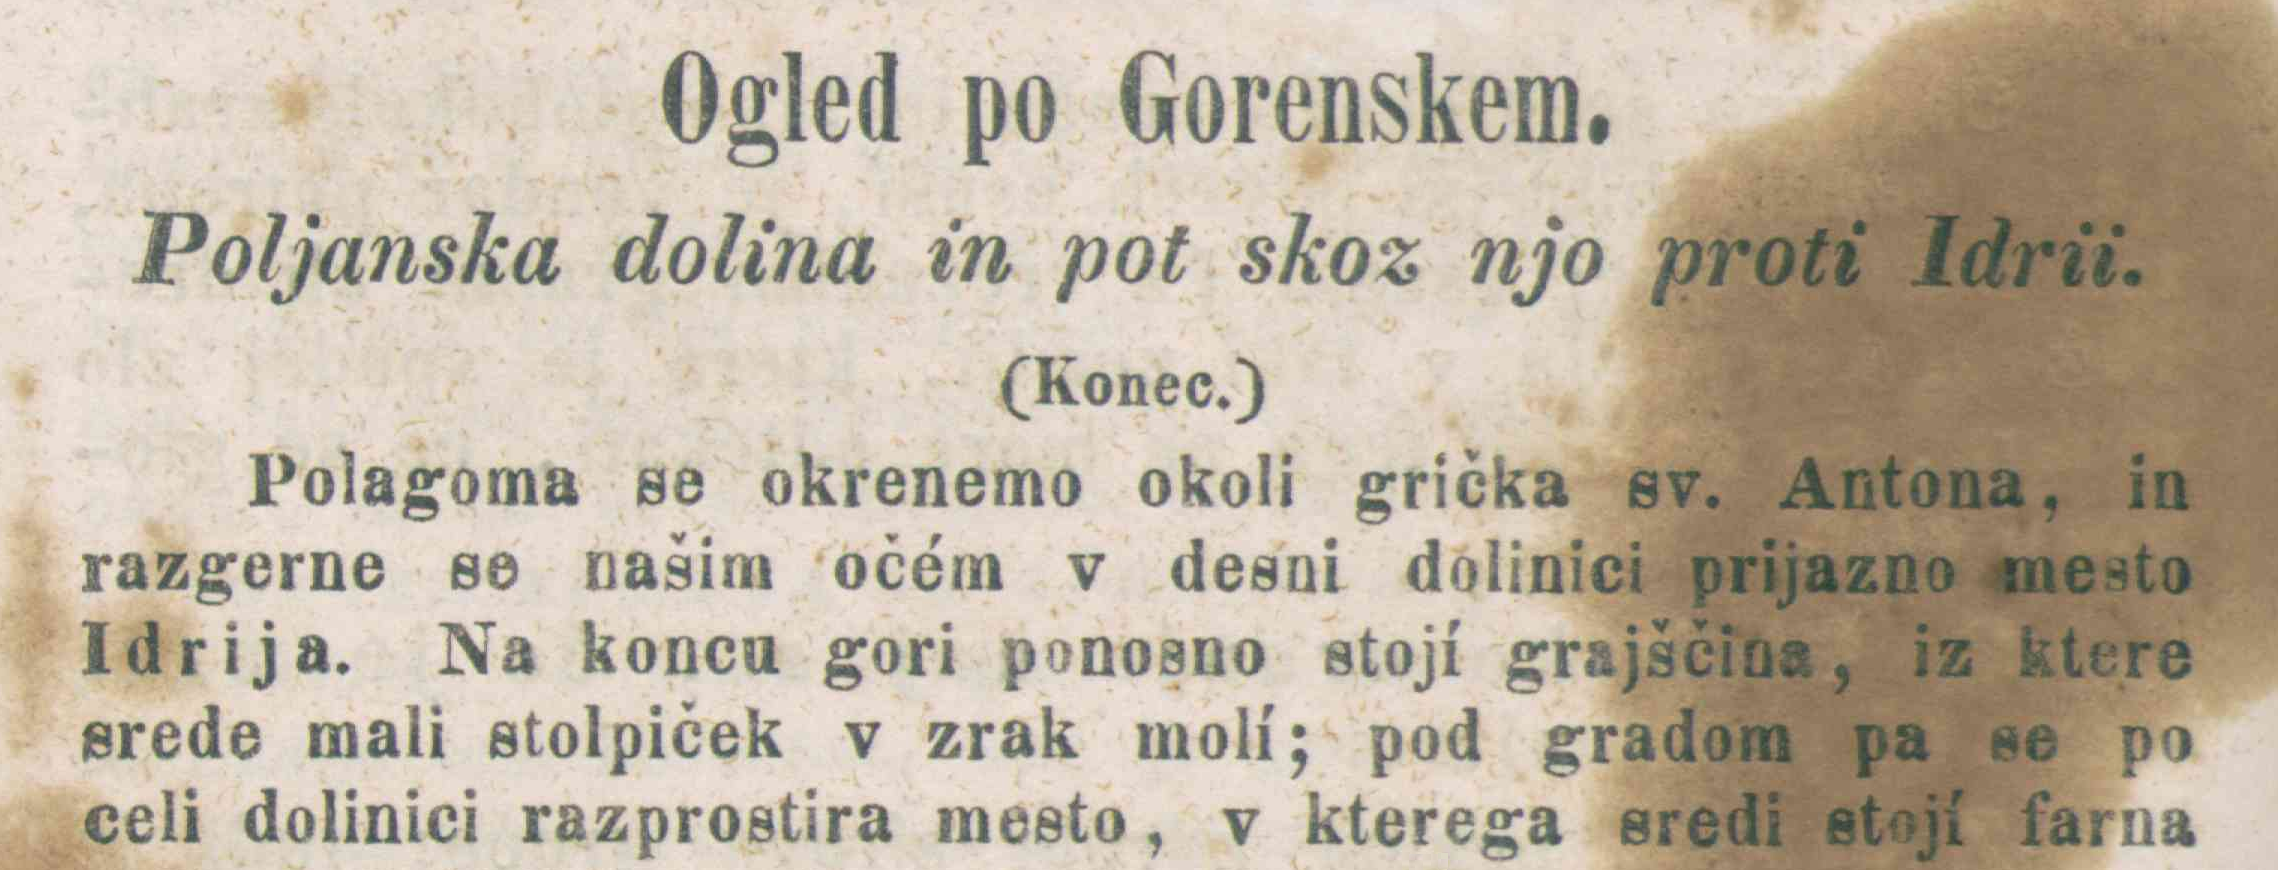 Ogled po Gorenskem.
Poljanska dolina in pot skoz njo proti Idrii.
(Konec.)
Polagoma se okrenemo okoli grička sv. Antona, in
razgerne se našim očém v desni dolinici prijazno mesto
Idrija. Na koncu gori ponosno stojí grajščina, iz ktere
srede mali stolpiček v zrak molí; pod gradom pa se po
celi dolinici razprostira mesto, v kterega sredi stojí farna